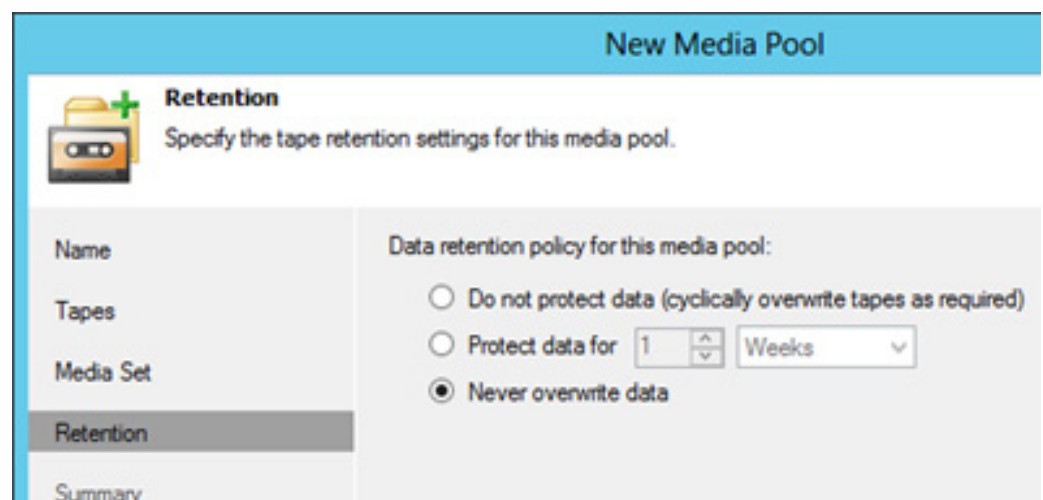 New Media Pool
Retention
Specify the tape retention settings for this media pool.
Name
Tapes
Media Set
Retention
Summary
Data retention policy for this media pool:
Do not protect data (cyclically overwrite tapes as required)
Protect data for 1 Weeks
Never overwrite data